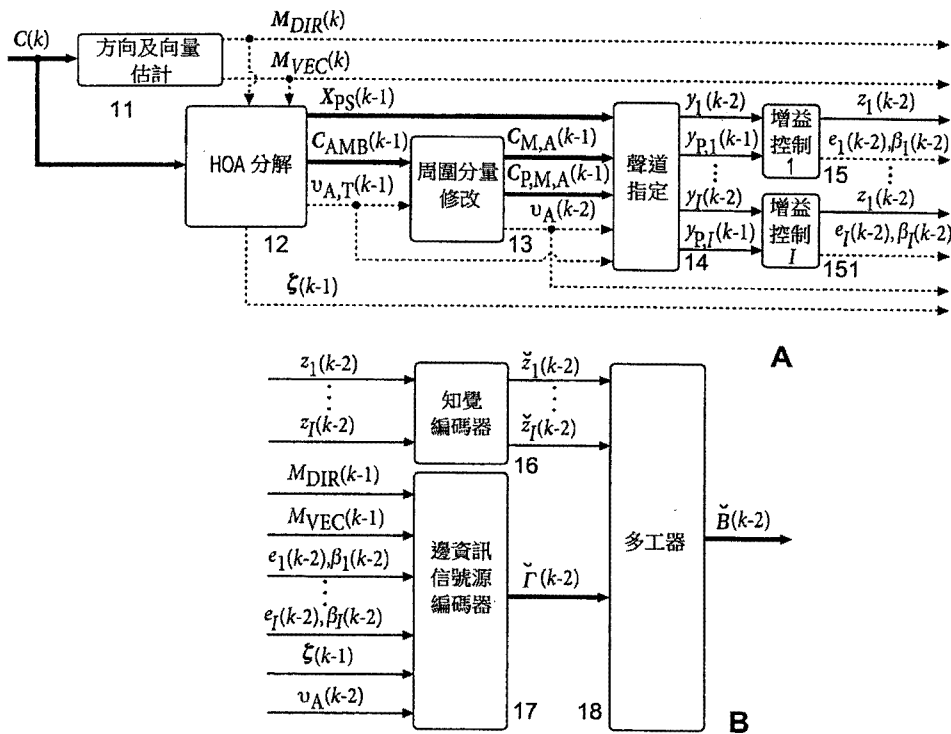 C(k)
方向及向量
估計
11
M_DIR(k)
M_VEC(k)
X_PS(k-1)
HOA 分解
12
C_AMB(k-1)
υ_A,T(k-1)
ζ(k-1)
周圍分量
修改
13
C_M,A(k-1)
C_P,M,A(k-1)
υ_A(k-2)
聲道
指定
14
y_1(k-2)
y_P,1(k-1)
y_I(k-2)
y_P,I(k-1)
增益
控制
1
15
z_1(k-2)
e_1(k-2),β_I(k-2)
增益
控制
I
151
z_1(k-2)
e_I(k-2),β_I(k-2)
A
z_1(k-2)
z_I(k-2)
知覺
編碼器
16
z̆_1(k-2)
z̆_I(k-2)
M_DIR(k-1)
M_VEC(k-1)
e_1(k-2),β_1(k-2)
e_I(k-2),β_I(k-2)
ζ(k-1)
υ_A(k-2)
邊資訊
信號源
編碼器
17
Γ̆(k-2)
多工器
18
B̆(k-2)
B